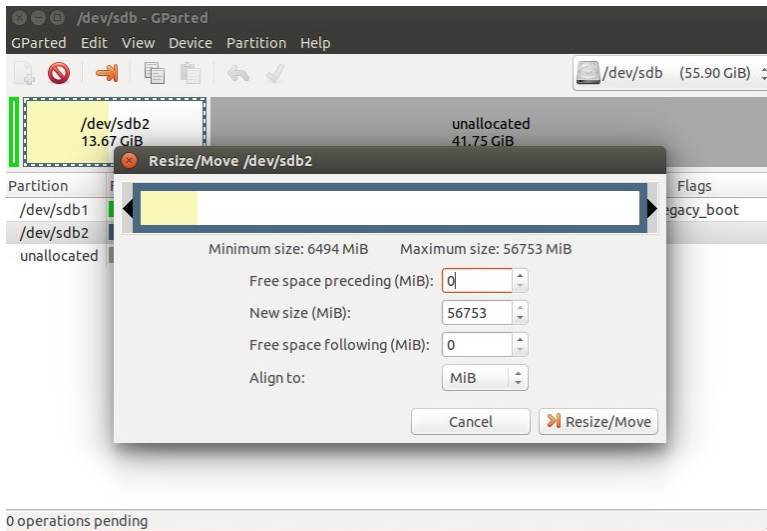 /dev/sdb - GParted
GParted Edit View Device Partition Help
/dev/sdb (55.90 GiB)
/dev/sdb2
13.67 GiB
unallocated
41.75 GiB
Resize/Move /dev/sdb2
Partition
Flags
/dev/sdb1
egacy_boot
/dev/sdb2
unallocated
Minimum size: 6494 MiB Maximum size: 56753 MiB
Free space preceding (MiB): 0
New size (MiB): 56753
Free space following (MiB): 0
Align to: MiB
Cancel Resize/Move
0 operations pending